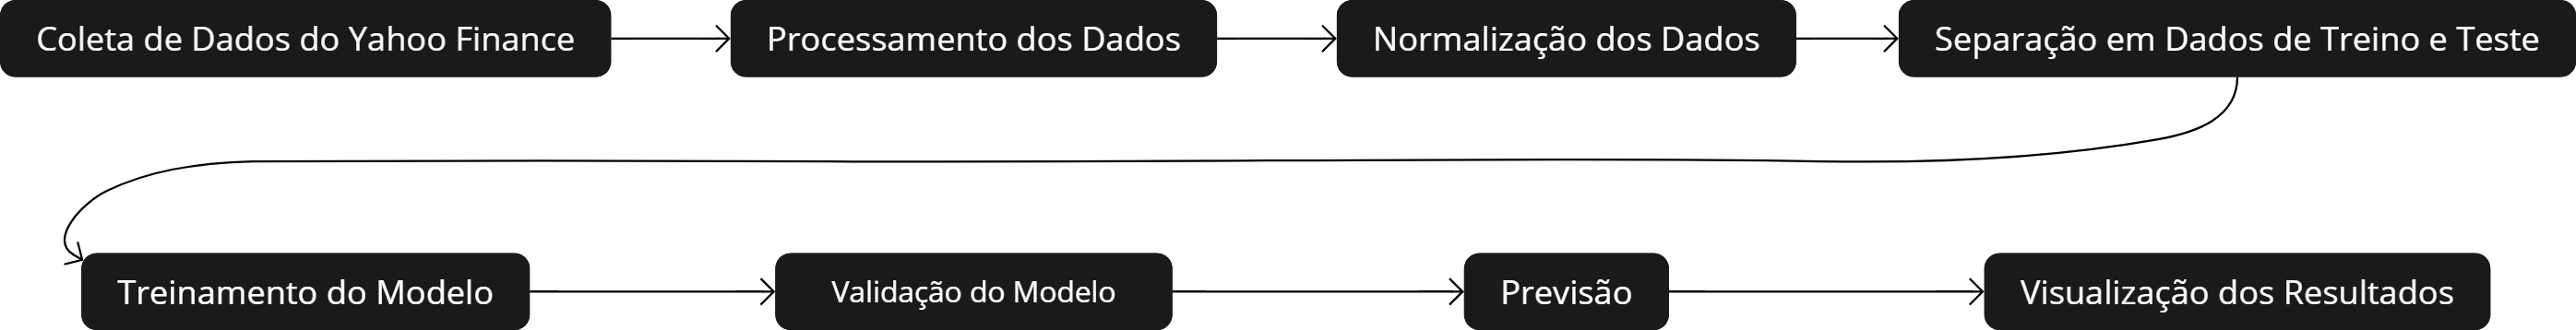 Coleta de Dados do Yahoo Finance
Processamento dos Dados
Normalização dos Dados
Separação em Dados de Treino e Teste
Treinamento do Modelo
Validação do Modelo
Previsão
Visualização dos Resultados